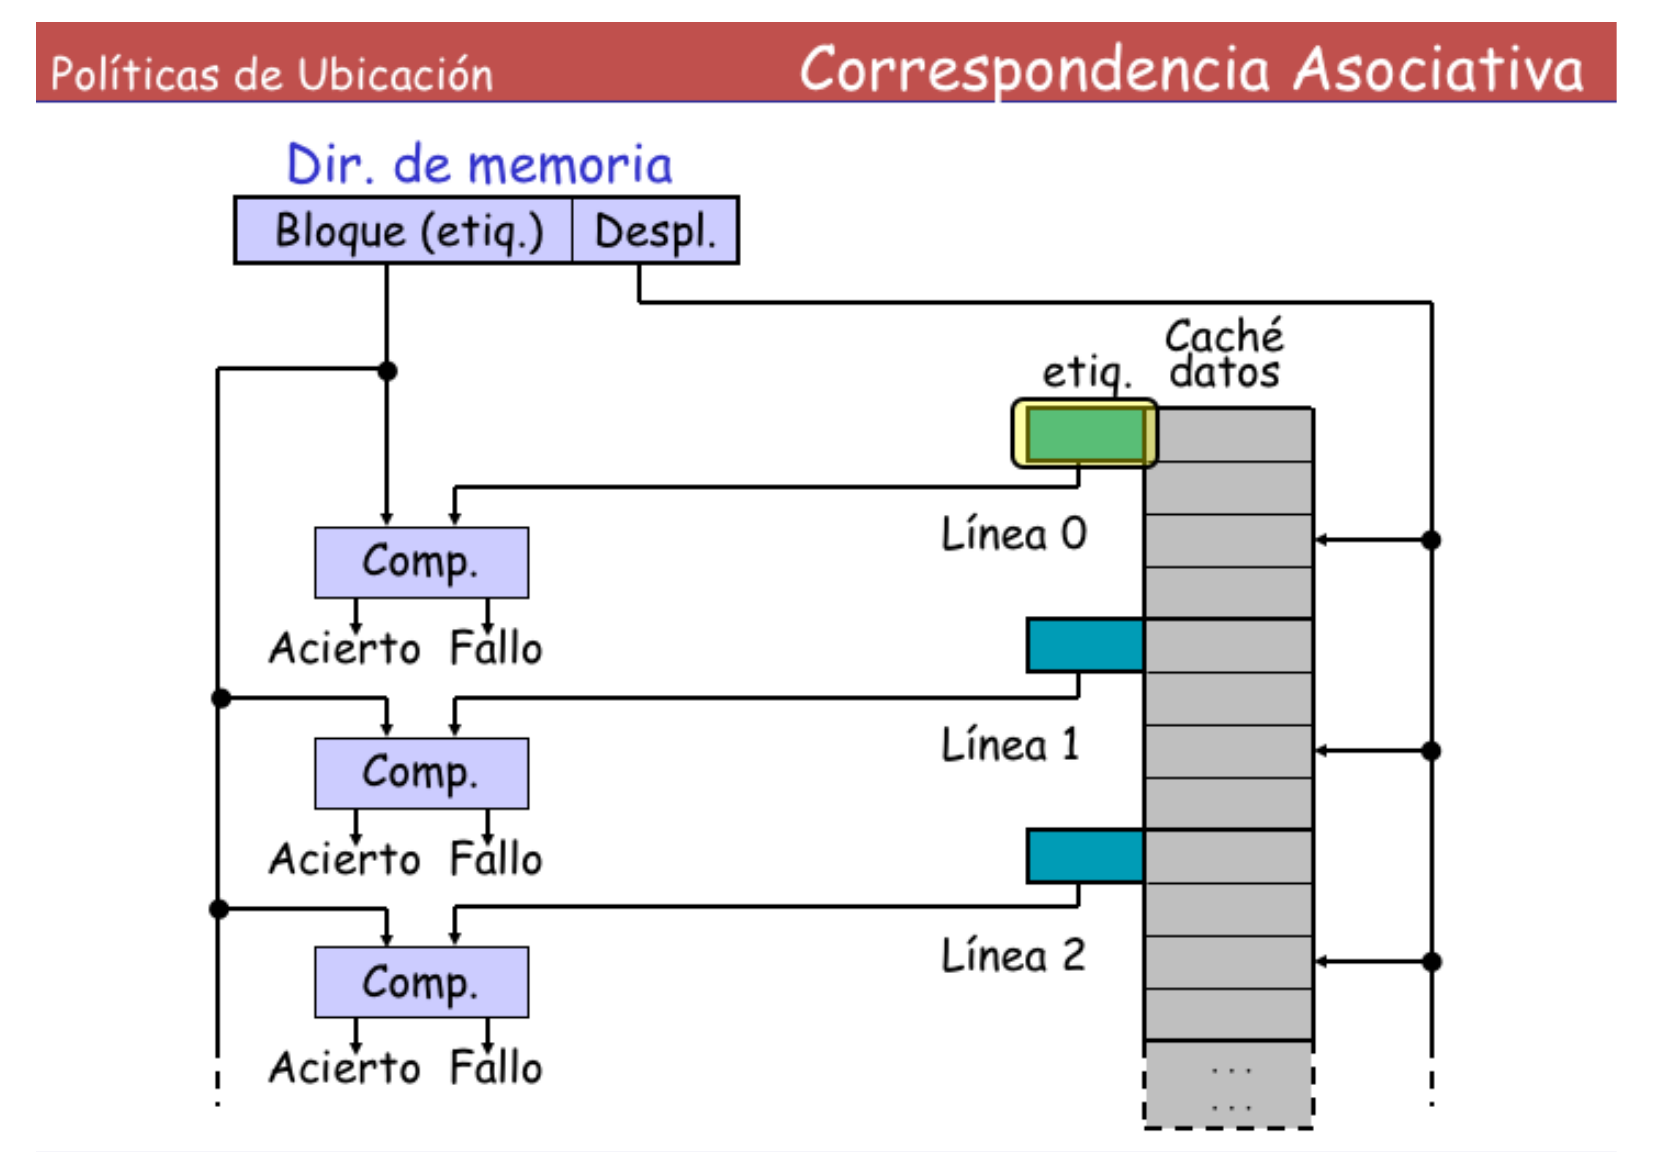 Políticas de Ubicación
Correspondencia Asociativa
Dir. de memoria
Bloque (etiq.) Despl.
Caché
etiq. datos
Línea 0
Comp.
Acierto Fallo
Línea 1
Comp.
Acierto Fallo
Línea 2
Comp.
Acierto Fallo
...
...